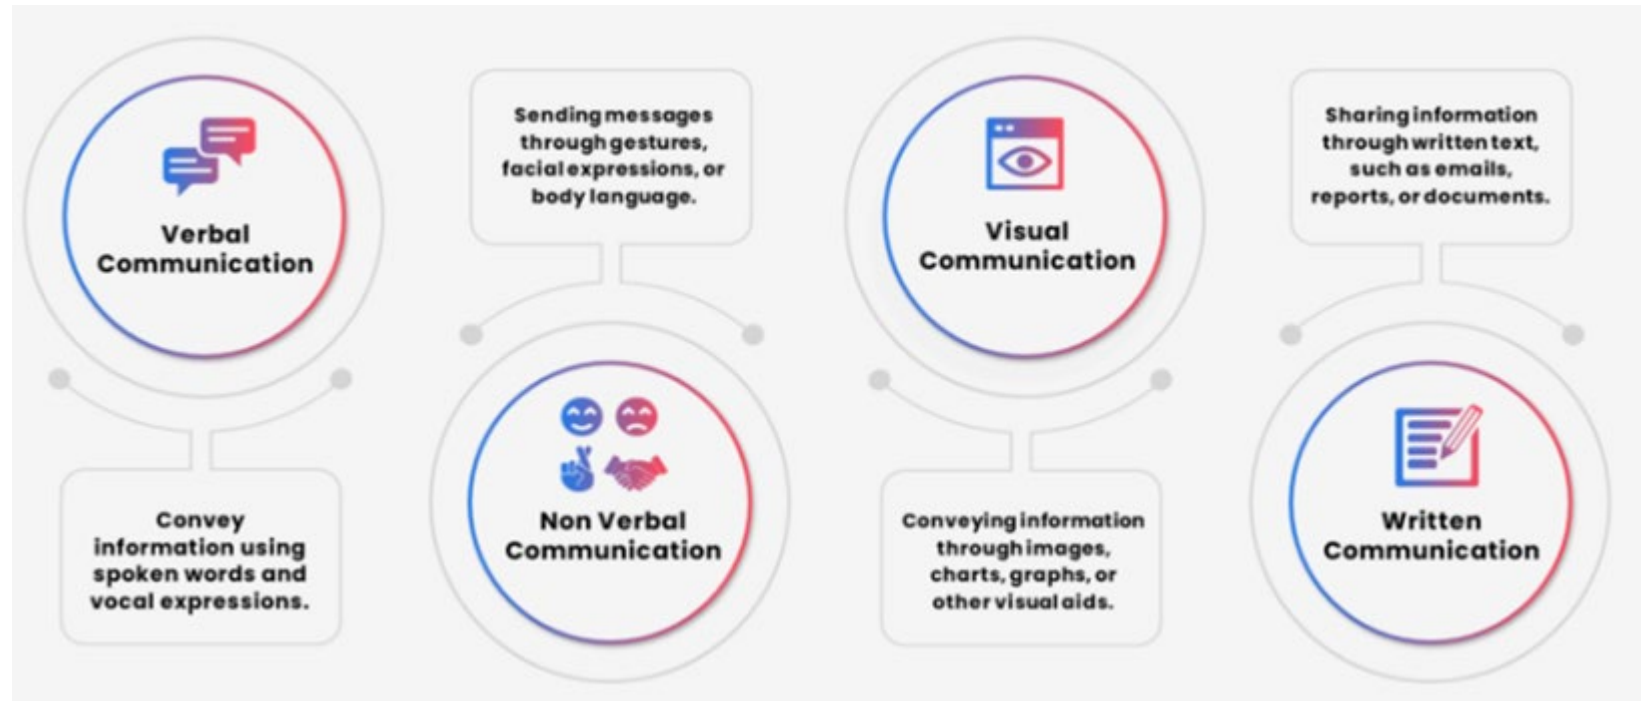 Verbal
Communication
Convey
information using
spoken words and
vocal expressions.
Sending messages
through gestures,
facial expressions, or
body language.
Non Verbal
Communication
Visual
Communication
Conveying information
through images,
charts, graphs, or
other visual aids.
Sharing information
through written text,
such as emails,
reports, or documents.
Written
Communication